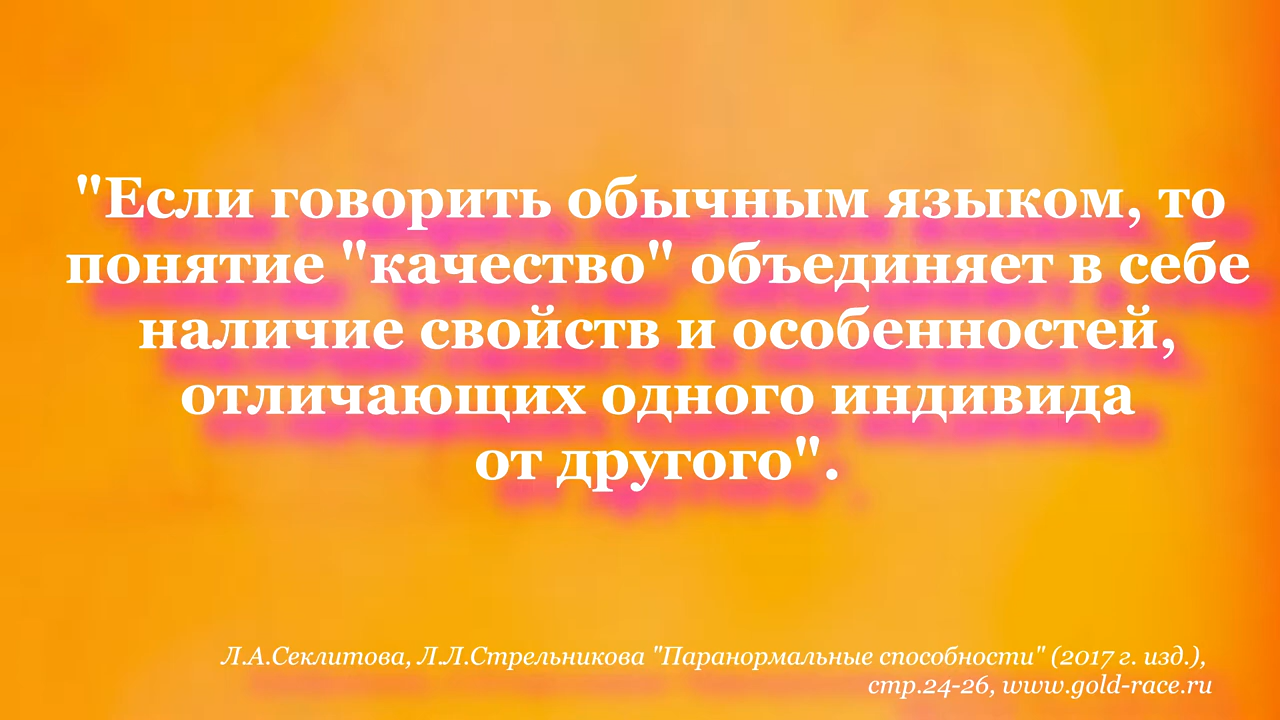 "Если говорить обычным языком, то
понятие "качество" объединяет в себе
наличие свойств и особенностей,
отличающих одного индивида
от другого".
Л.А.Секлитова, Л.Л.Стрельникова "Паранормальные способности" (2017 г. изд.),
стр.24-26, www.gold-race.ru